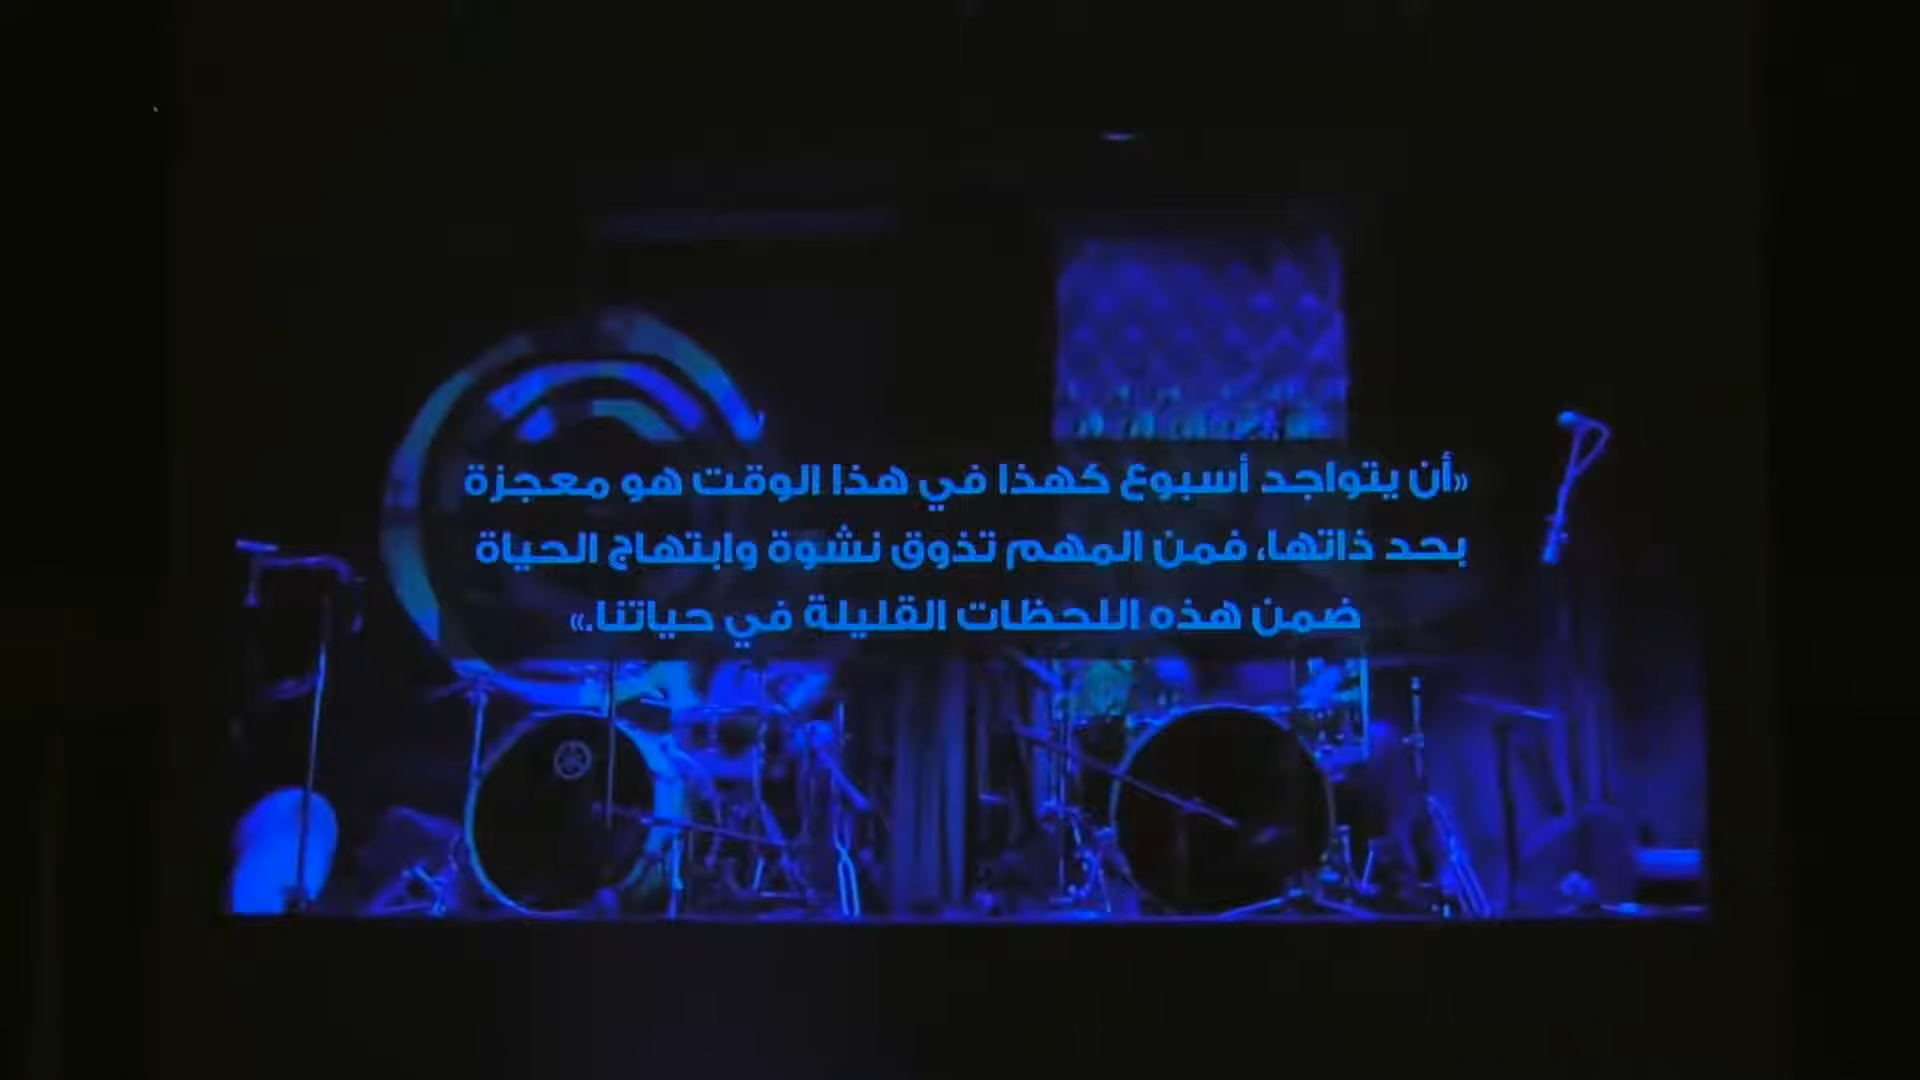 «أن يتواجد أسبوع كهذا في هذا الوقت هو معجزة
بحد ذاتها، فمن المهم تذوق نشوة وابتهاج الحياة
ضمن هذه اللحظات القليلة في حياتنا.»